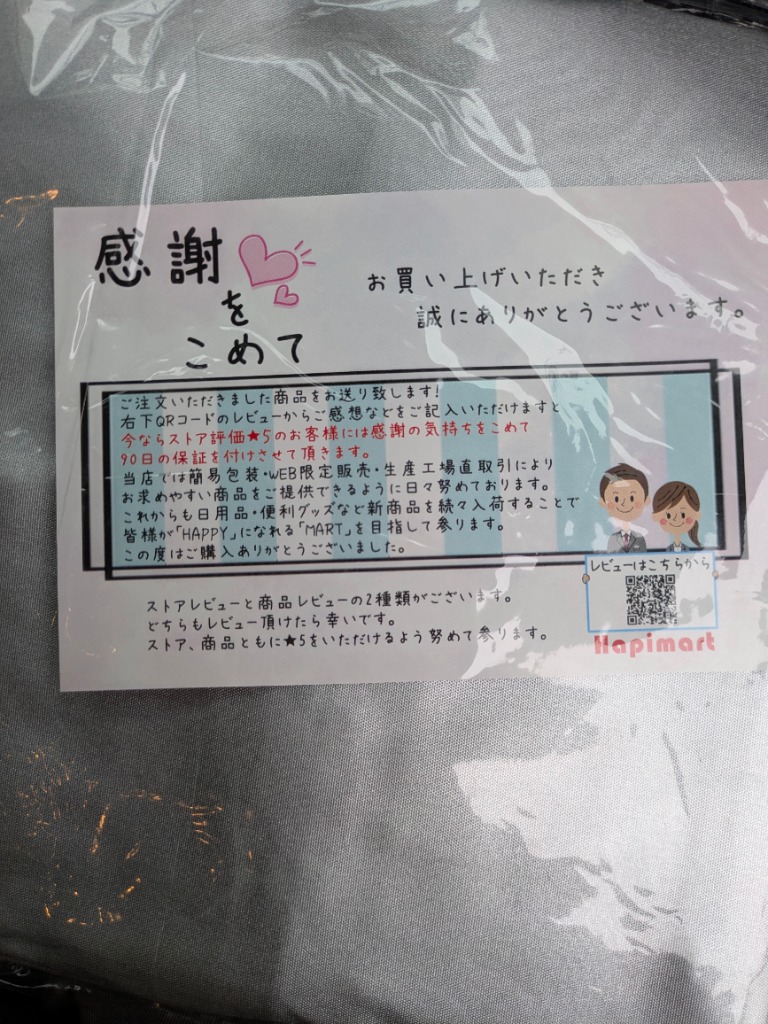 感謝
を
こめて
お買い上げいただき
誠にありがとうございます。
ご注文いただきました商品をお送り致します!
右下QRコードのレビューからご感想などをご記入いただけますと
今ならストア評価★5のお客様には感謝の気持ちをこめて
90日の保証を付けさせて頂きます。
当店では簡易包装・WEB限定販売・生産工場直取引により
お求めやすい商品をご提供できるように日々努めております。
これからも日用品・便利グッズなど新商品を続々入荷することで
皆様が「HAPPY」になれる「MART」を目指して参ります。
この度はご購入ありがとうございました。
レビューはこちらから
ストアレビューと商品レビューの2種類がございます。
どちらもレビュー頂けたら幸いです。
ストア、商品ともに★5をいただけるよう努めて参ります。
Hapimart